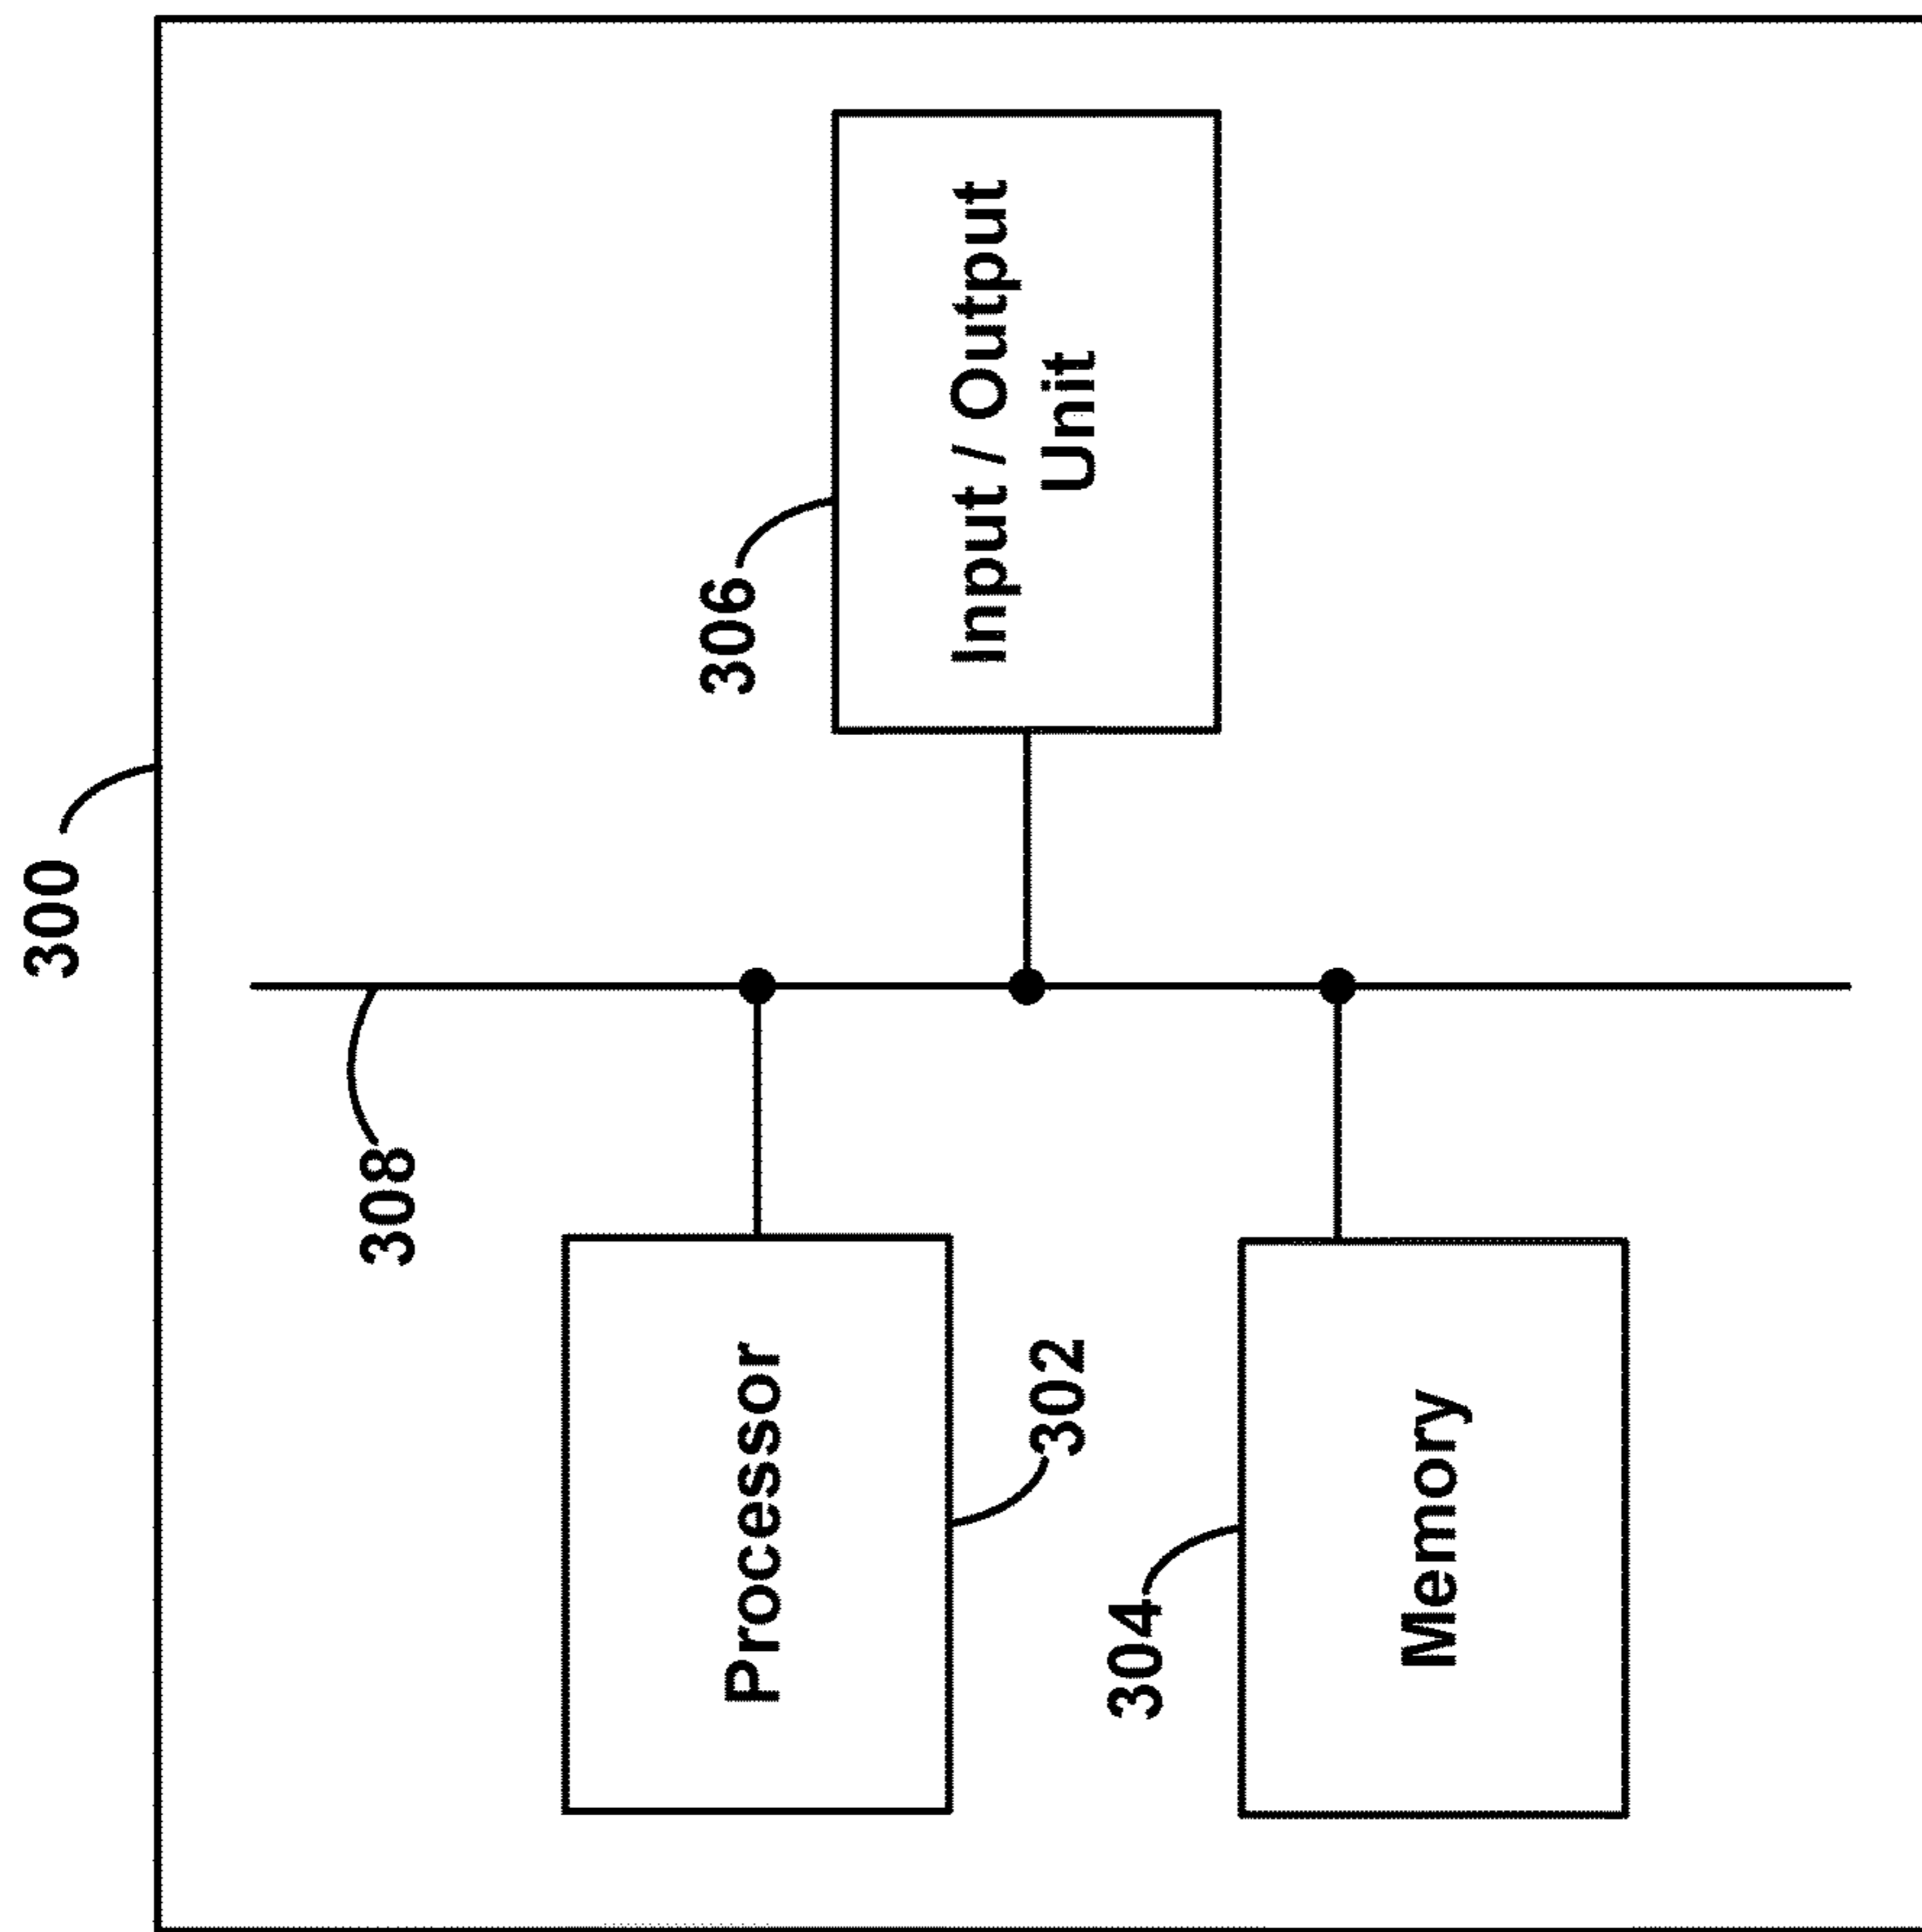 300
308
306
Processor
302
Input / Output
Unit
304
Memory